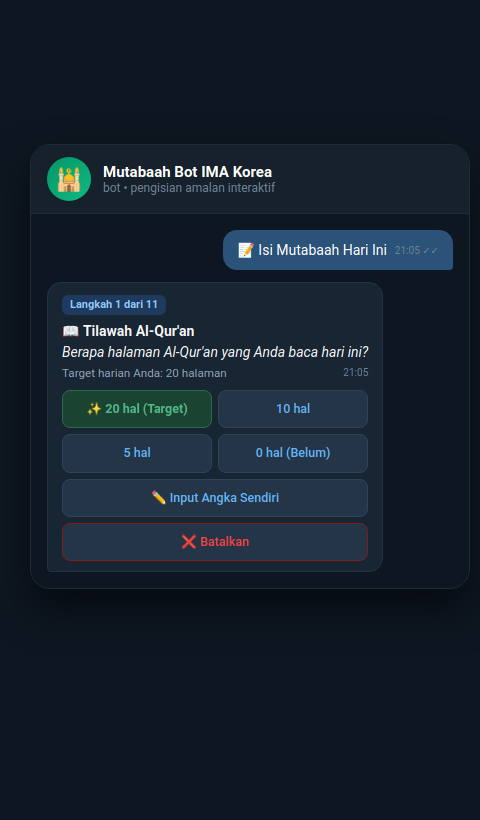 Mutabaah Bot IMA Korea
bot • pengisian amalan interaktif
📝 Isi Mutabaah Hari Ini 21:05 ✓✓
Langkah 1 dari 11
📖 Tilawah Al-Qur'an
Berapa halaman Al-Qur'an yang Anda baca hari ini?
Target harian Anda: 20 halaman 21:05
✨ 20 hal (Target)
10 hal
5 hal
0 hal (Belum)
✏️ Input Angka Sendiri
❌ Batalkan